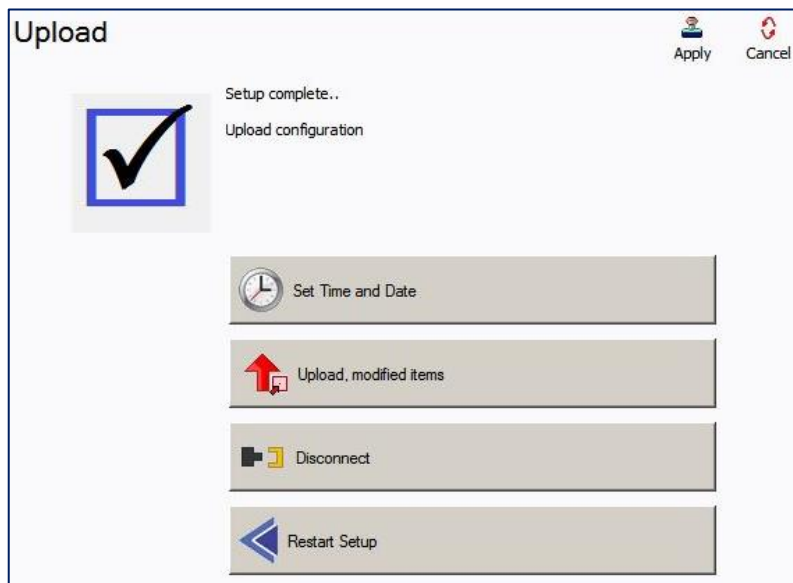 Upload
Apply Cancel
Setup complete..
Upload configuration
Set Time and Date
Upload, modified items
Disconnect
Restart Setup